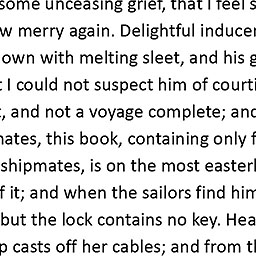 some unceasing grief, that I feel s
w merry again. Delightful inducer
own with melting sleet, and his g
I could not suspect him of courti
, and not a voyage complete; and
nates, this book, containing only f
shipmates, is on the most easterl
f it; and when the sailors find him
but the lock contains no key. Hea
p casts off her cables; and from th